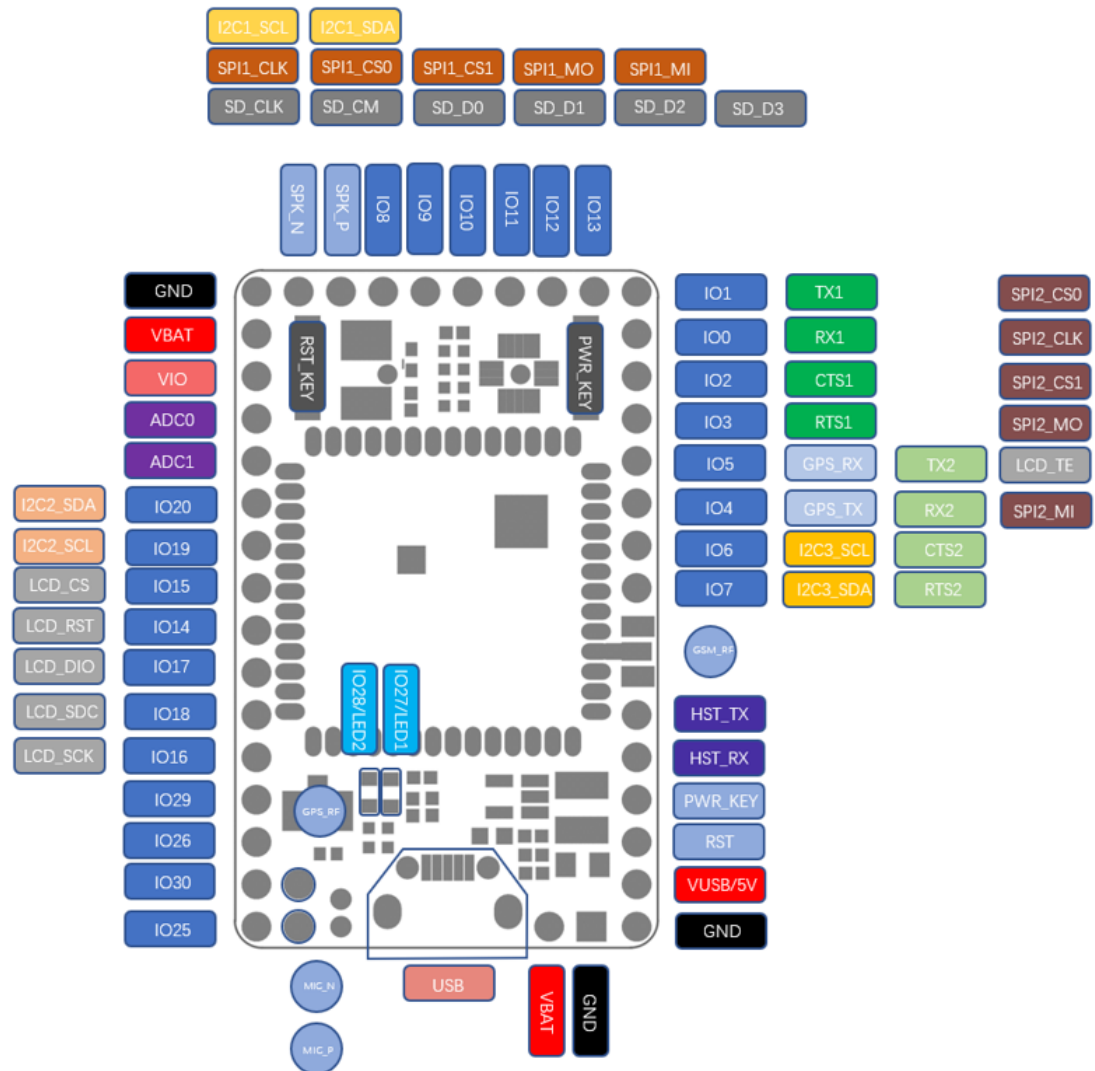 I2C1_SCL I2C1_SDA
SPI1_CLK SPI1_CS0 SPI1_CS1 SPI1_MO SPI1_MI
SD_CLK SD_CM SD_D0 SD_D1 SD_D2 SD_D3
SPK_N SPK_P IO8 IO9 IO10 IO11 IO12 IO13
GND IO1 TX1 SPI2_CS0
VBAT IO0 RX1 SPI2_CLK
RST_KEY PWR_KEY
VIO IO2 CTS1 SPI2_CS1
ADC0 IO3 RTS1 SPI2_MO
ADC1 IO5 GPS_RX TX2 LCD_TE
I2C2_SDA IO20 IO4 GPS_TX RX2 SPI2_MI
I2C2_SCL IO19 IO6 I2C3_SCL CTS2
LCD_CS IO15 IO7 I2C3_SDA RTS2
LCD_RST IO14
GSM_RF
LCD_DIO IO17
LCD_SDC IO18 IO28/LED2 IO27/LED1 HST_TX
LCD_SCK IO16 HST_RX
IO29 GPS_RF PWR_KEY
IO26 RST
IO30 VUSB/5V
IO25 GND
MIC_N USB VBAT GND
MIC_P